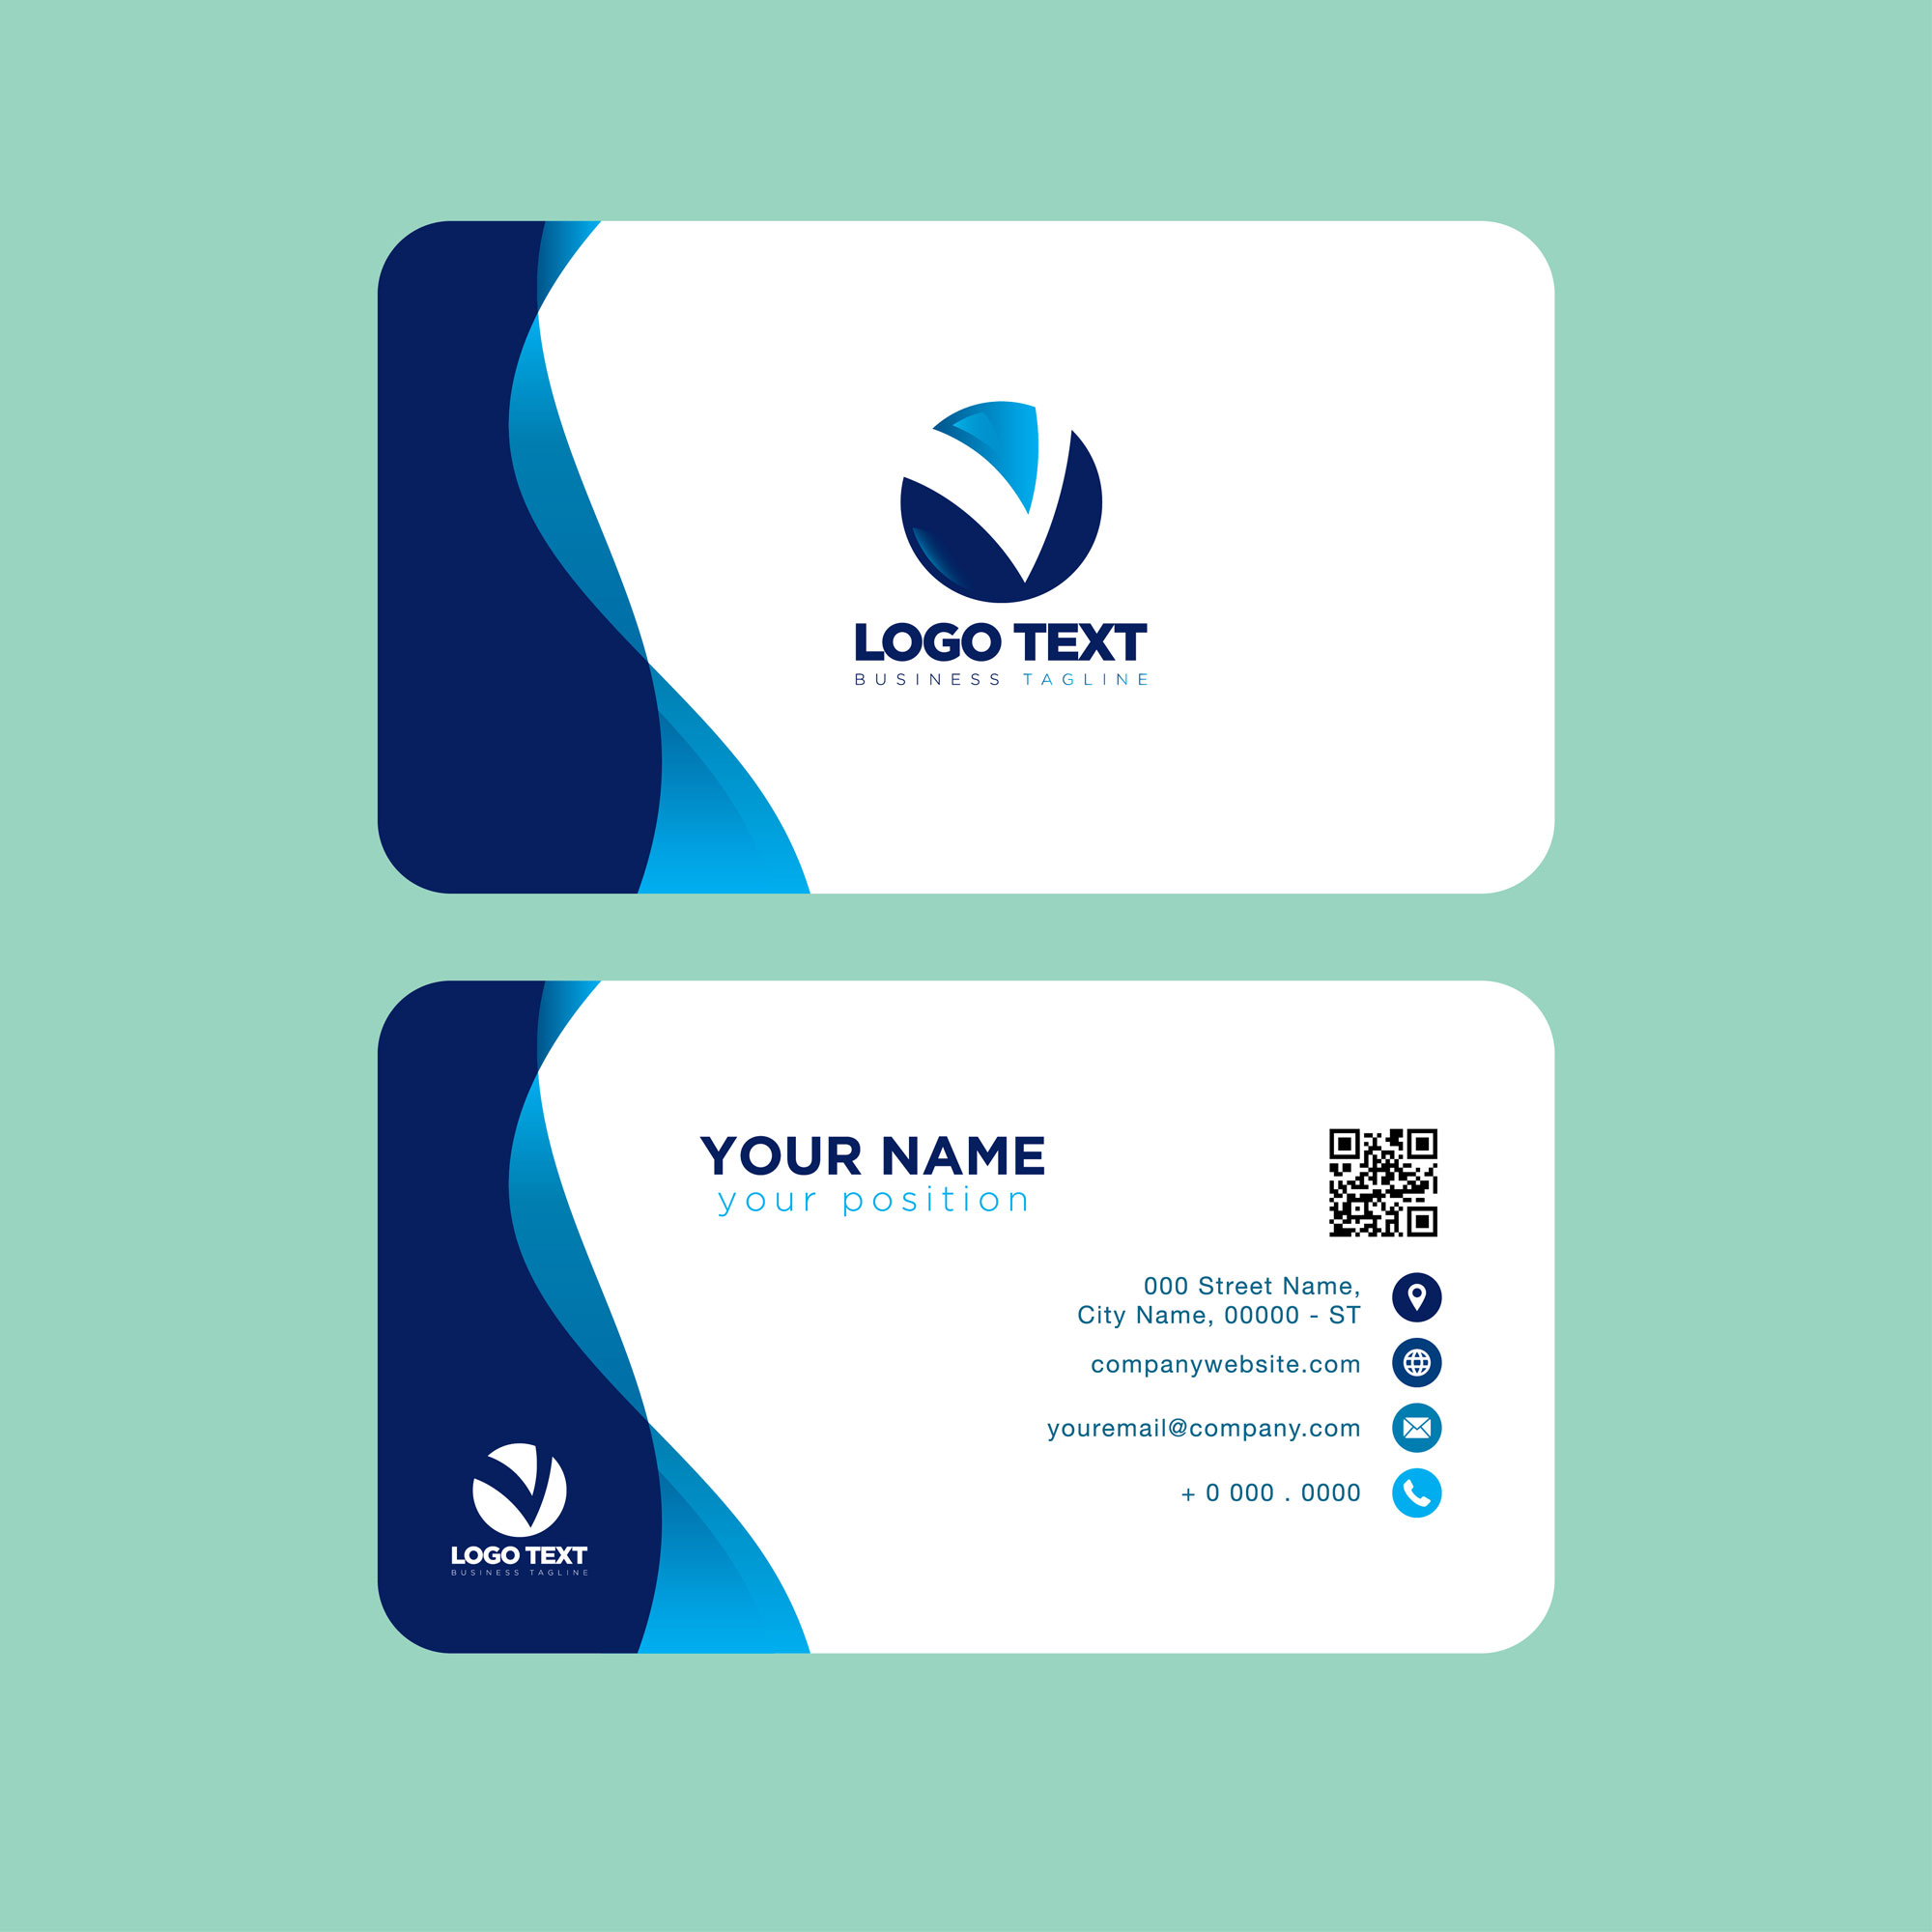 LOGO TEXT
BUSINESS TAGLINE
YOUR NAME
your position
000 Street Name,
City Name, 00000 - ST
companywebsite.com
youremail@company.com
+ 0 000 . 0000
LOGO TEXT
BUSINESS TAGLINE